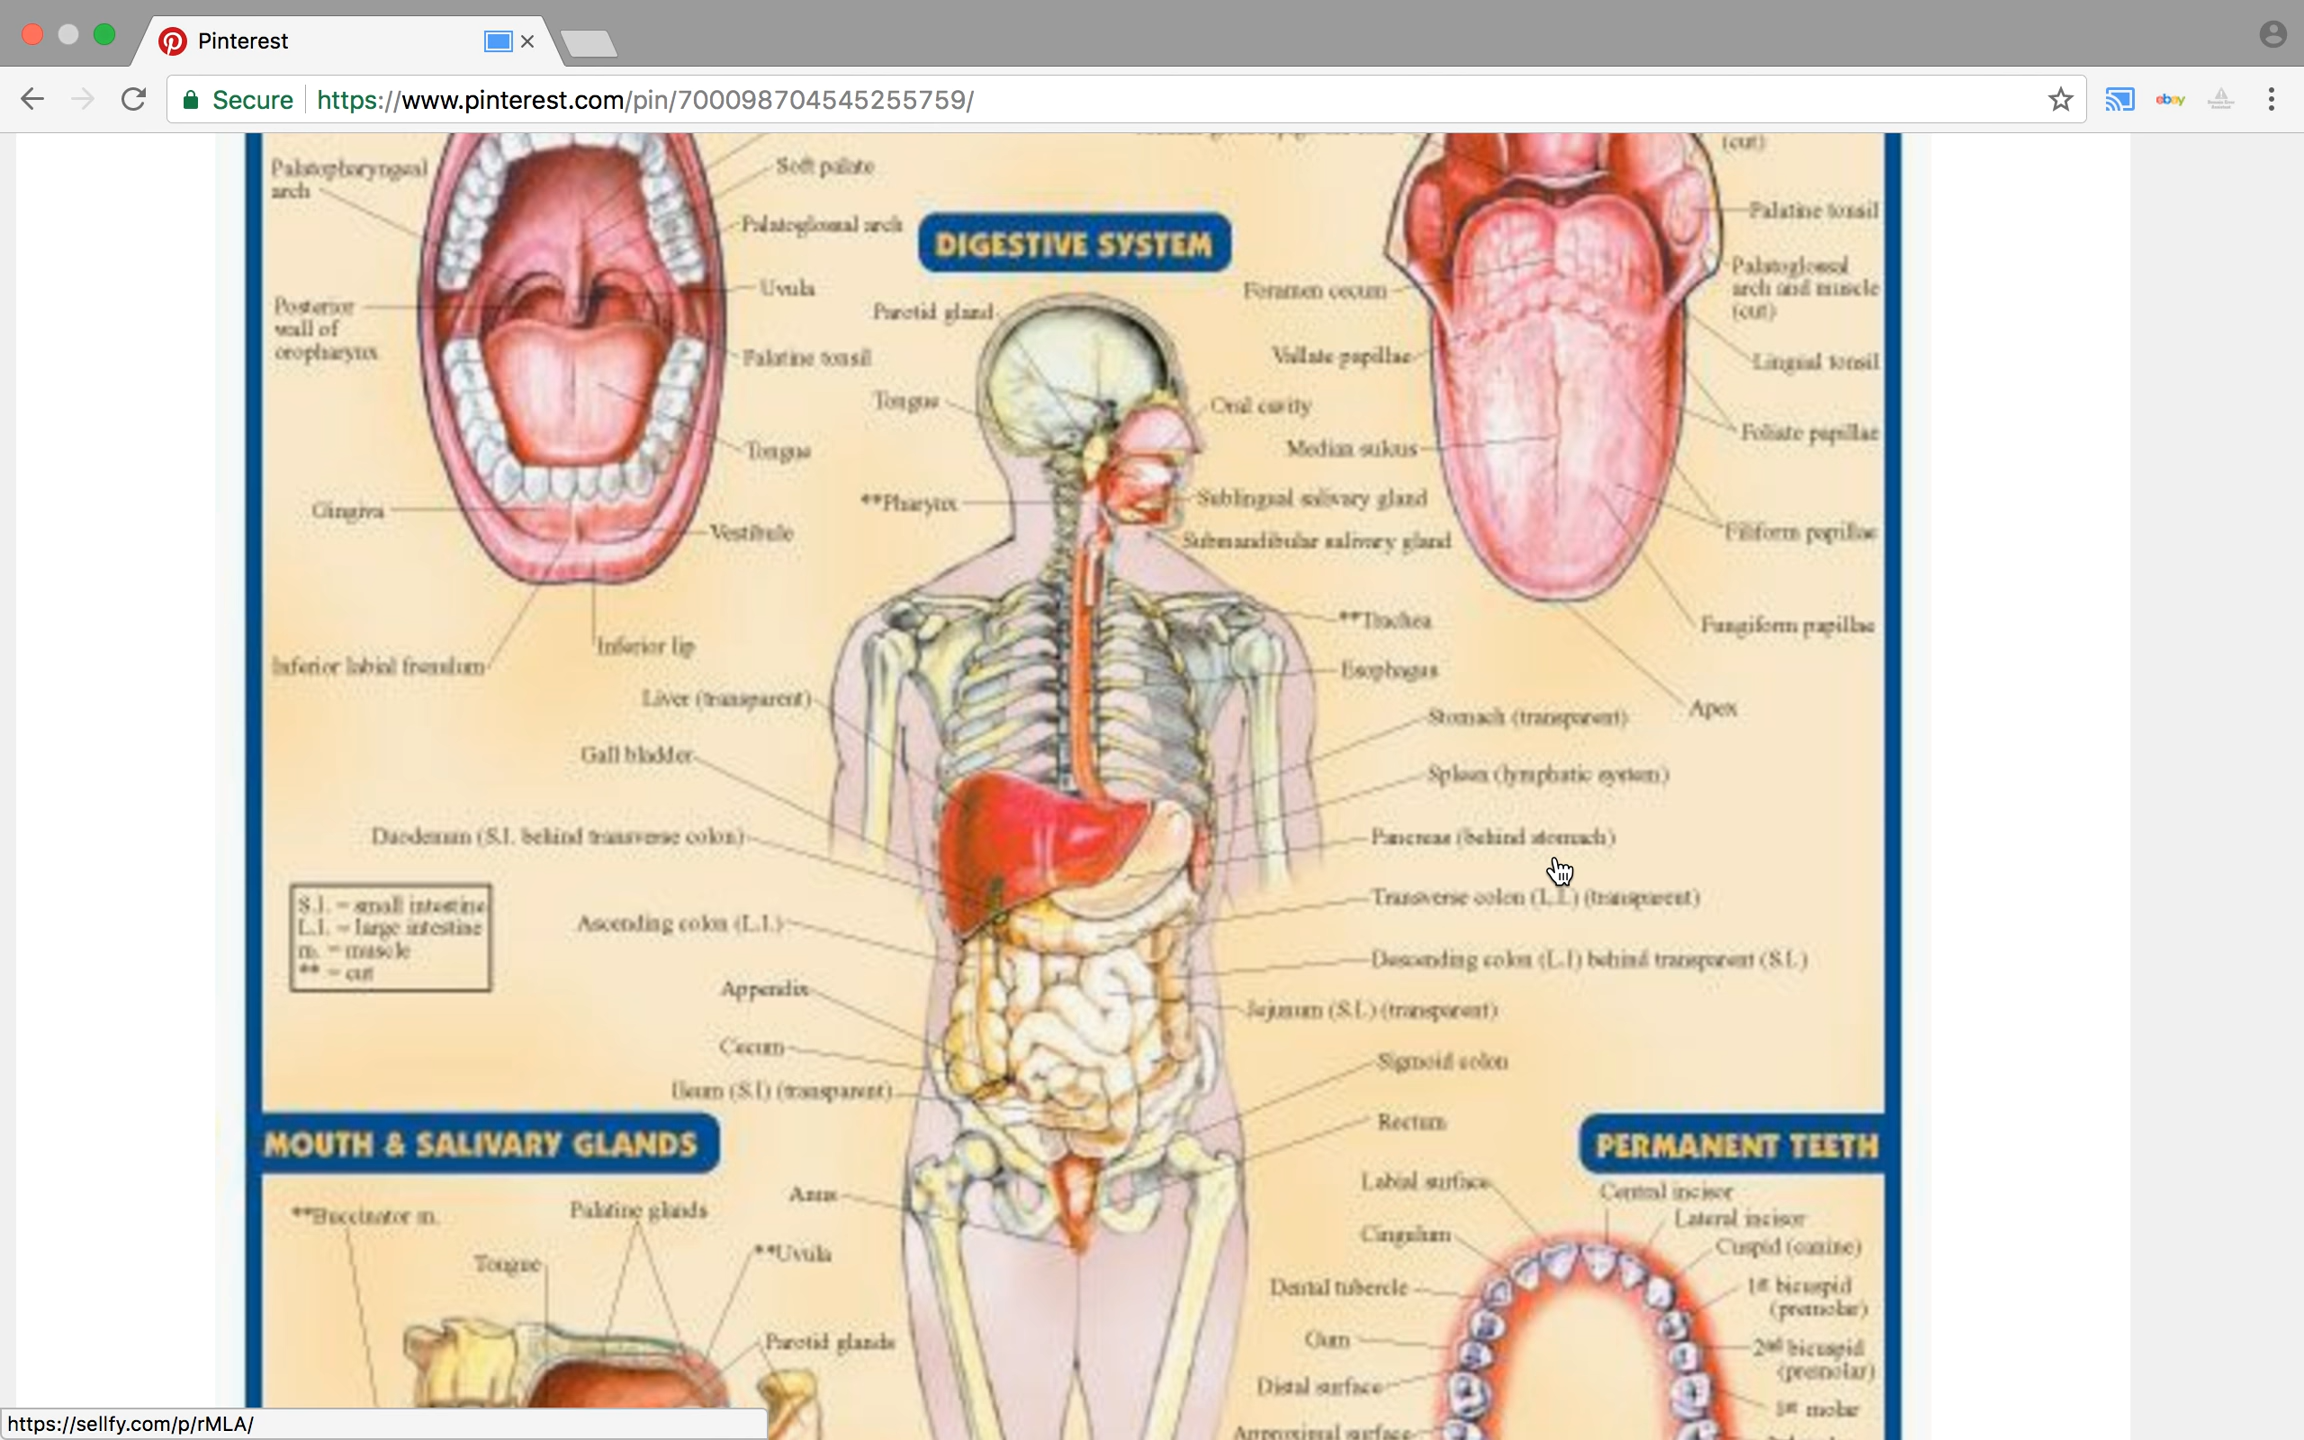 Pinterest
Secure
https://www.pinterest.com/pin/700098704545255759/
ebay
(cut)
Palatopharyngeal
arch
Soft palate
Palatoglossal arch
DIGESTIVE SYSTEM
Palatine tonsil
Posterior
wall of
oropharynx
Uvula
Parotid gland
Foramen cecum
Palatoglossal
arch and muscle
(cut)
Palatine tonsil
Vallate papillae
Lingual tonsil
Tongue
Oral cavity
Tongue
Median sulcus
Foliate papillae
Gingiva
**Pharynx
Sublingual salivary gland
Vestibule
Submandibular salivary gland
Filiform papillae
Inferior labial frenulum
Inferior lip
**Trachea
Fungiform papillae
Esophagus
Liver (transparent)
Stomach (transparent)
Apex
Gall bladder
Spleen (lymphatic system)
Duodenum (S.I. behind transverse colon)
Pancreas (behind stomach)
S.I. = small intestine
L.I. = large intestine
m. = muscle
** = cut
Ascending colon (L.I.)
Transverse colon (L.I.) (transparent)
Descending colon (L.I) behind transparent (S.I.)
Appendix
Jejunum (S.I.) (transparent)
Cecum
Sigmoid colon
Ileum (S.I) (transparent)
Rectum
MOUTH & SALIVARY GLANDS
PERMANENT TEETH
**Buccinator m.
Palatine glands
Anus
Labial surface
Central incisor
Lateral incisor
Cingulum
Cuspid (canine)
Tongue
**Uvula
Dental tubercle
1st bicuspid
(premolar)
Parotid glands
Gum
2nd bicuspid
(premolar)
Distal surface
1st molar
Approximal surface
https://sellfy.com/p/rMLA/